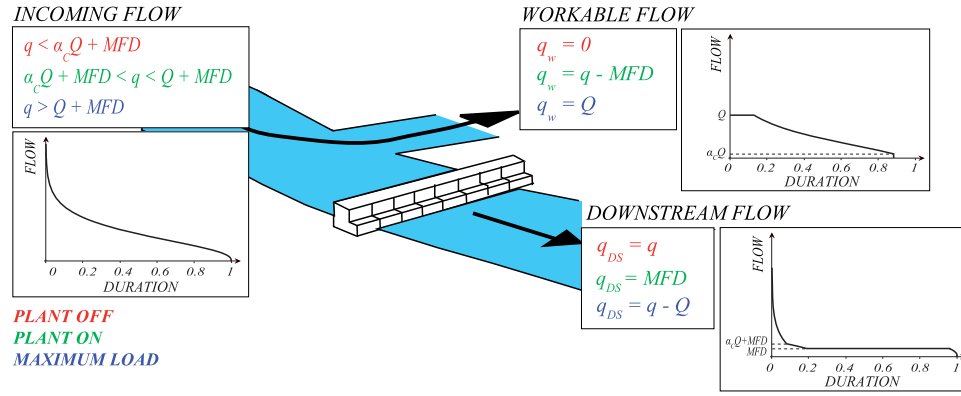 INCOMING FLOW
q < α_C Q + MFD
α_C Q + MFD < q < Q + MFD
q > Q + MFD
FLOW
0 0.2 0.4 0.6 0.8 1
DURATION
PLANT OFF
PLANT ON
MAXIMUM LOAD
WORKABLE FLOW
q_w = 0
q_w = q - MFD
q_w = Q
FLOW
Q
α_C Q
0 0.2 0.4 0.6 0.8 1
DURATION
DOWNSTREAM FLOW
q_DS = q
q_DS = MFD
q_DS = q - Q
FLOW
α_C Q+MFD
MFD
0 0.2 0.4 0.6 0.8 1
DURATION